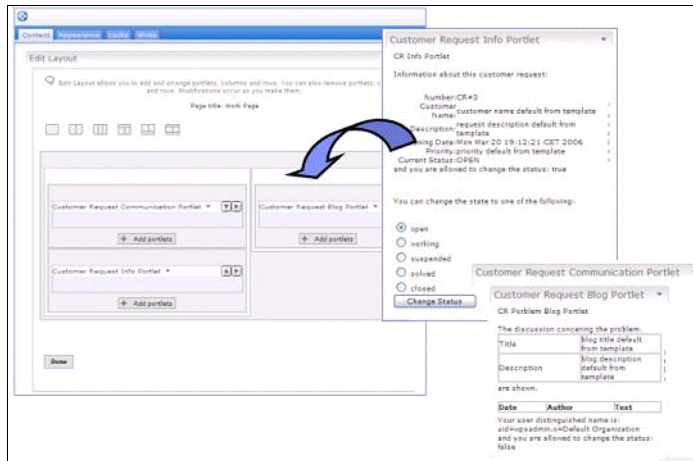 Content Appearance Locks Wires
Edit Layout
Edit Layout allows you to add and arrange portlets, columns and rows. You can also remove portlets,
and rows. Modifications occur as you make them.
Page title: Work Page
Customer Request Communication Portlet
Add portlets
Customer Request Blog Portlet
Add portlets
Customer Request Info Portlet
Add portlets
Done
Customer Request Info Portlet
CR Info Portlet
Information about this customer request:
Number:CR#3
Customer Name: customer name default from template
Description: request description default from template
ning Date:Mon Mar 20 19:12:21 CET 2006
Priority:priority default from template
Current Status:OPEN
and you are allowed to change the status: true
You can change the state to one of the following:
open
working
suspended
solved
closed
Change Status
Customer Request Communication Portlet
Customer Request Blog Portlet
CR Porblem Blog Portlet
The discussion concering the problem.
Title blog title default from template
Description blog description default from template
are shown.
Date Author Text
Your user distinguished name is:
uid=wpsadmin,o=Default Organization
and you are allowed to change the status:
false